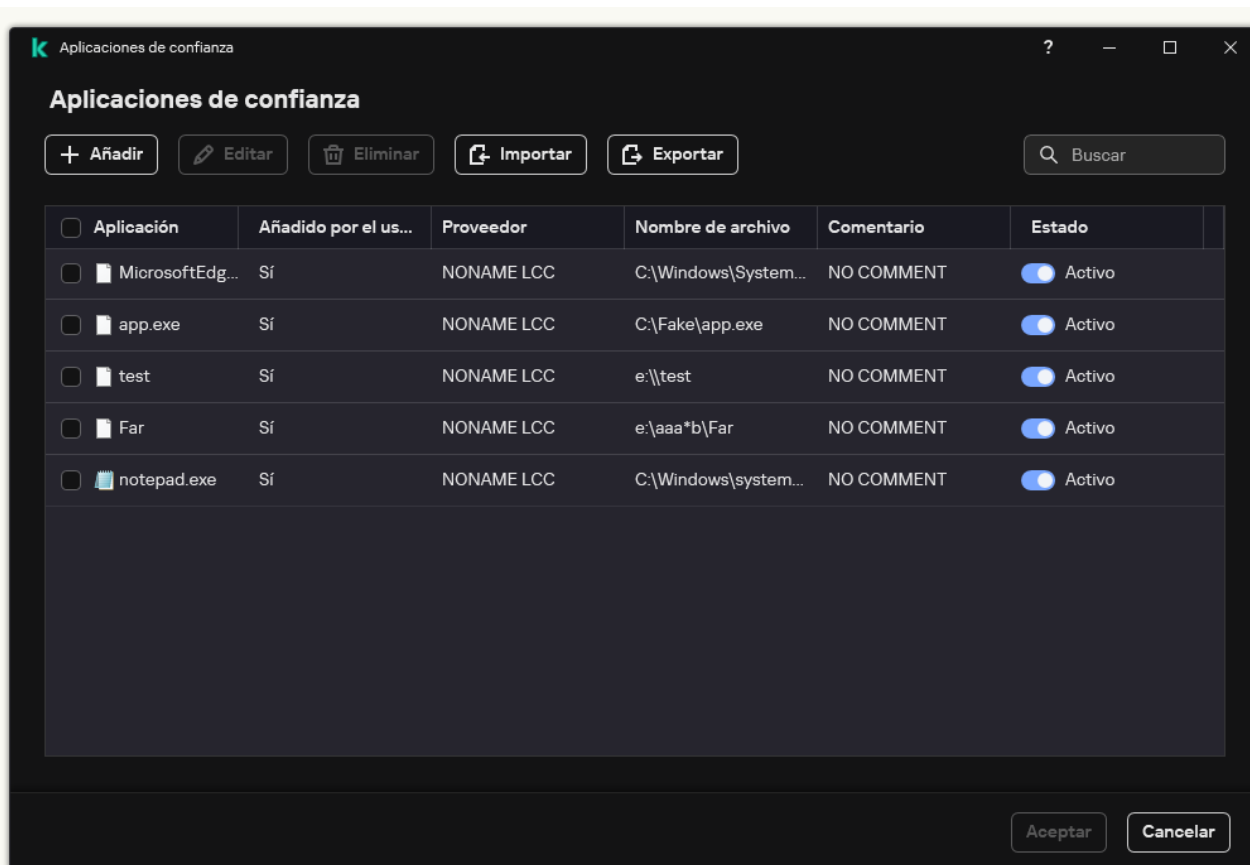 Aplicaciones de confianza ?
Aplicaciones de confianza
Añadir Editar Eliminar Importar Exportar Buscar
Aplicación Añadido por el us... Proveedor Nombre de archivo Comentario Estado
MicrosoftEdg... Sí NONAME LCC C:\Windows\System... NO COMMENT Activo
app.exe Sí NONAME LCC C:\Fake\app.exe NO COMMENT Activo
test Sí NONAME LCC e:\\test NO COMMENT Activo
Far Sí NONAME LCC e:\aaa*b\Far NO COMMENT Activo
notepad.exe Sí NONAME LCC C:\Windows\system... NO COMMENT Activo
Aceptar Cancelar